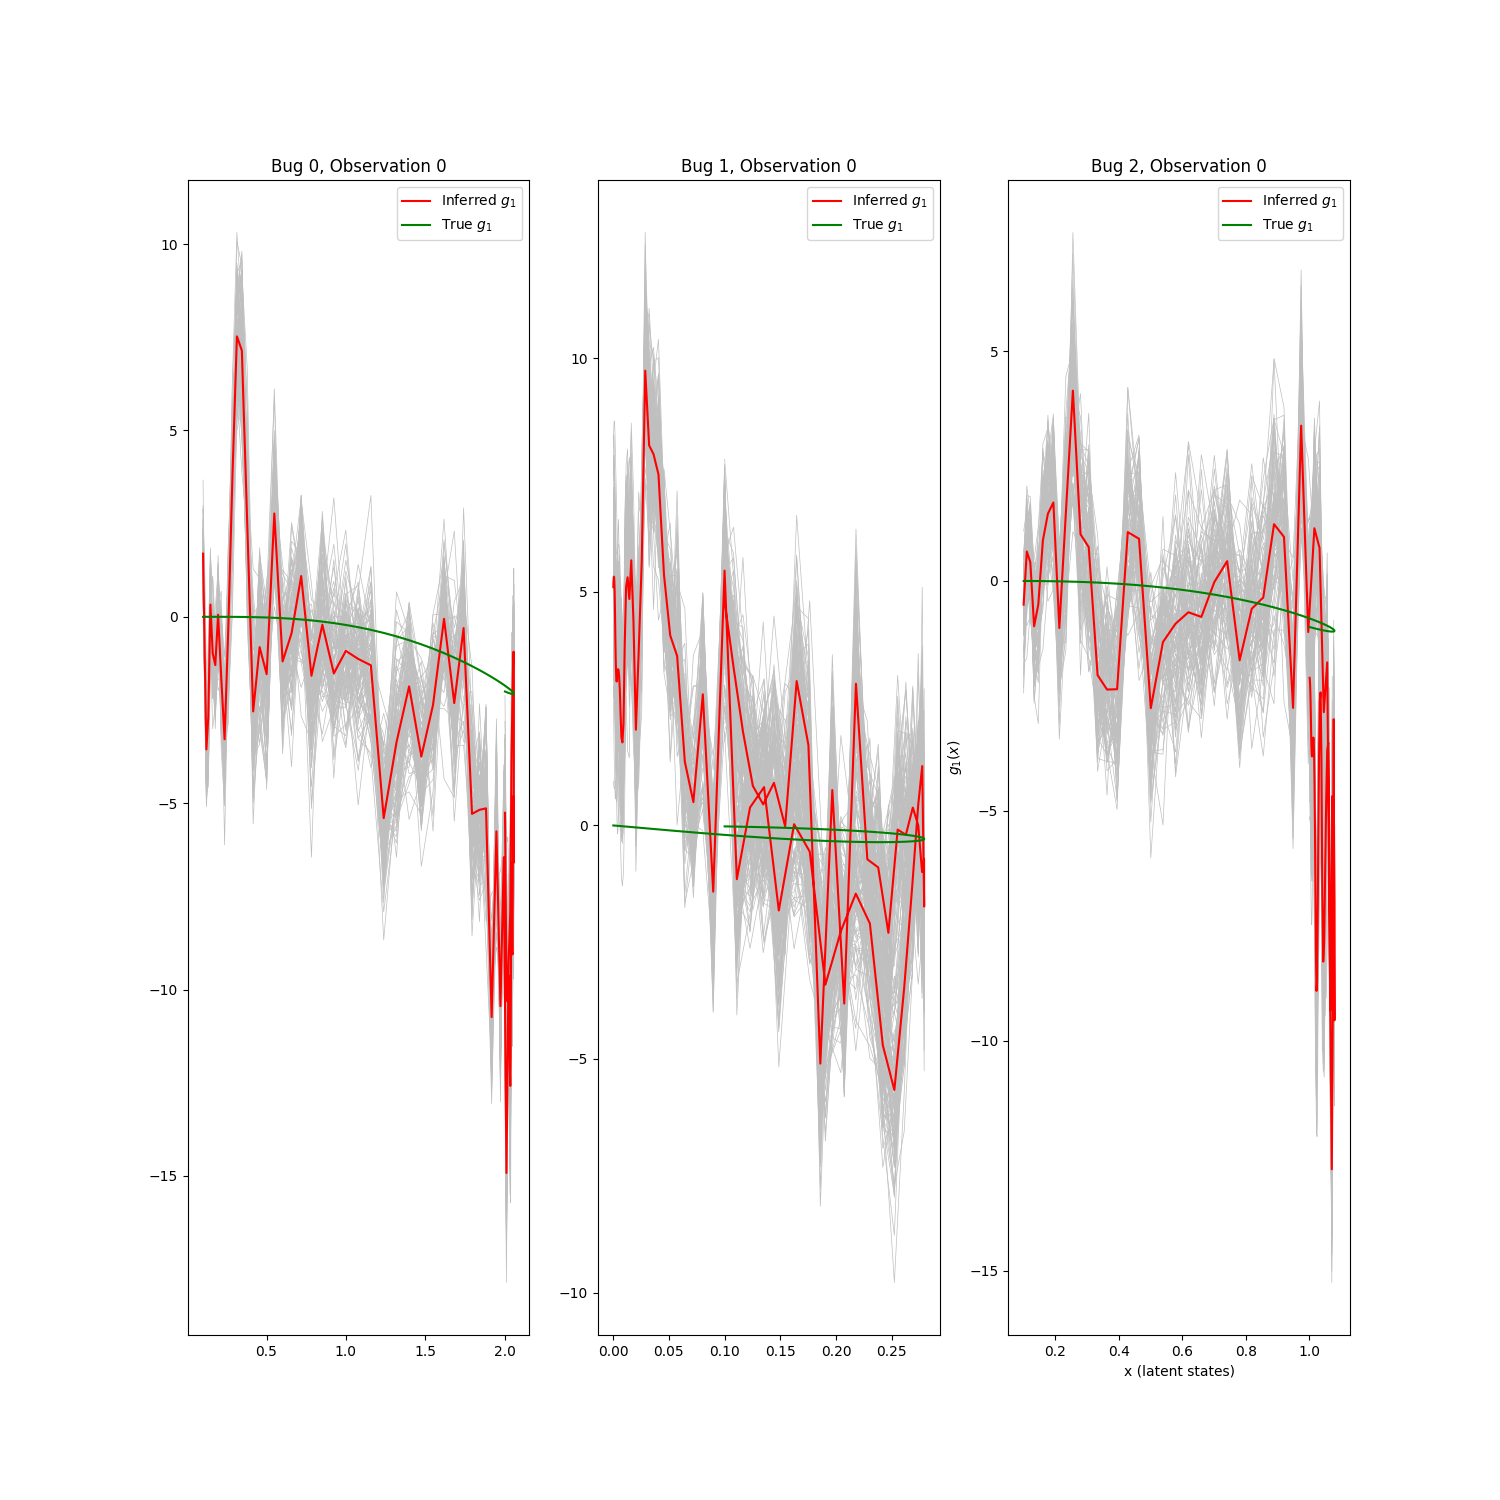 Bug 0, Observation 0
Inferred g₁
True g₁
10
5
0
−5
−10
−15
0.5 1.0 1.5 2.0
Bug 1, Observation 0
Inferred g₁
True g₁
10
5
0
−5
−10
0.00 0.05 0.10 0.15 0.20 0.25
Bug 2, Observation 0
Inferred g₁
True g₁
g₁(x)
5
0
−5
−10
−15
0.2 0.4 0.6 0.8 1.0
x (latent states)